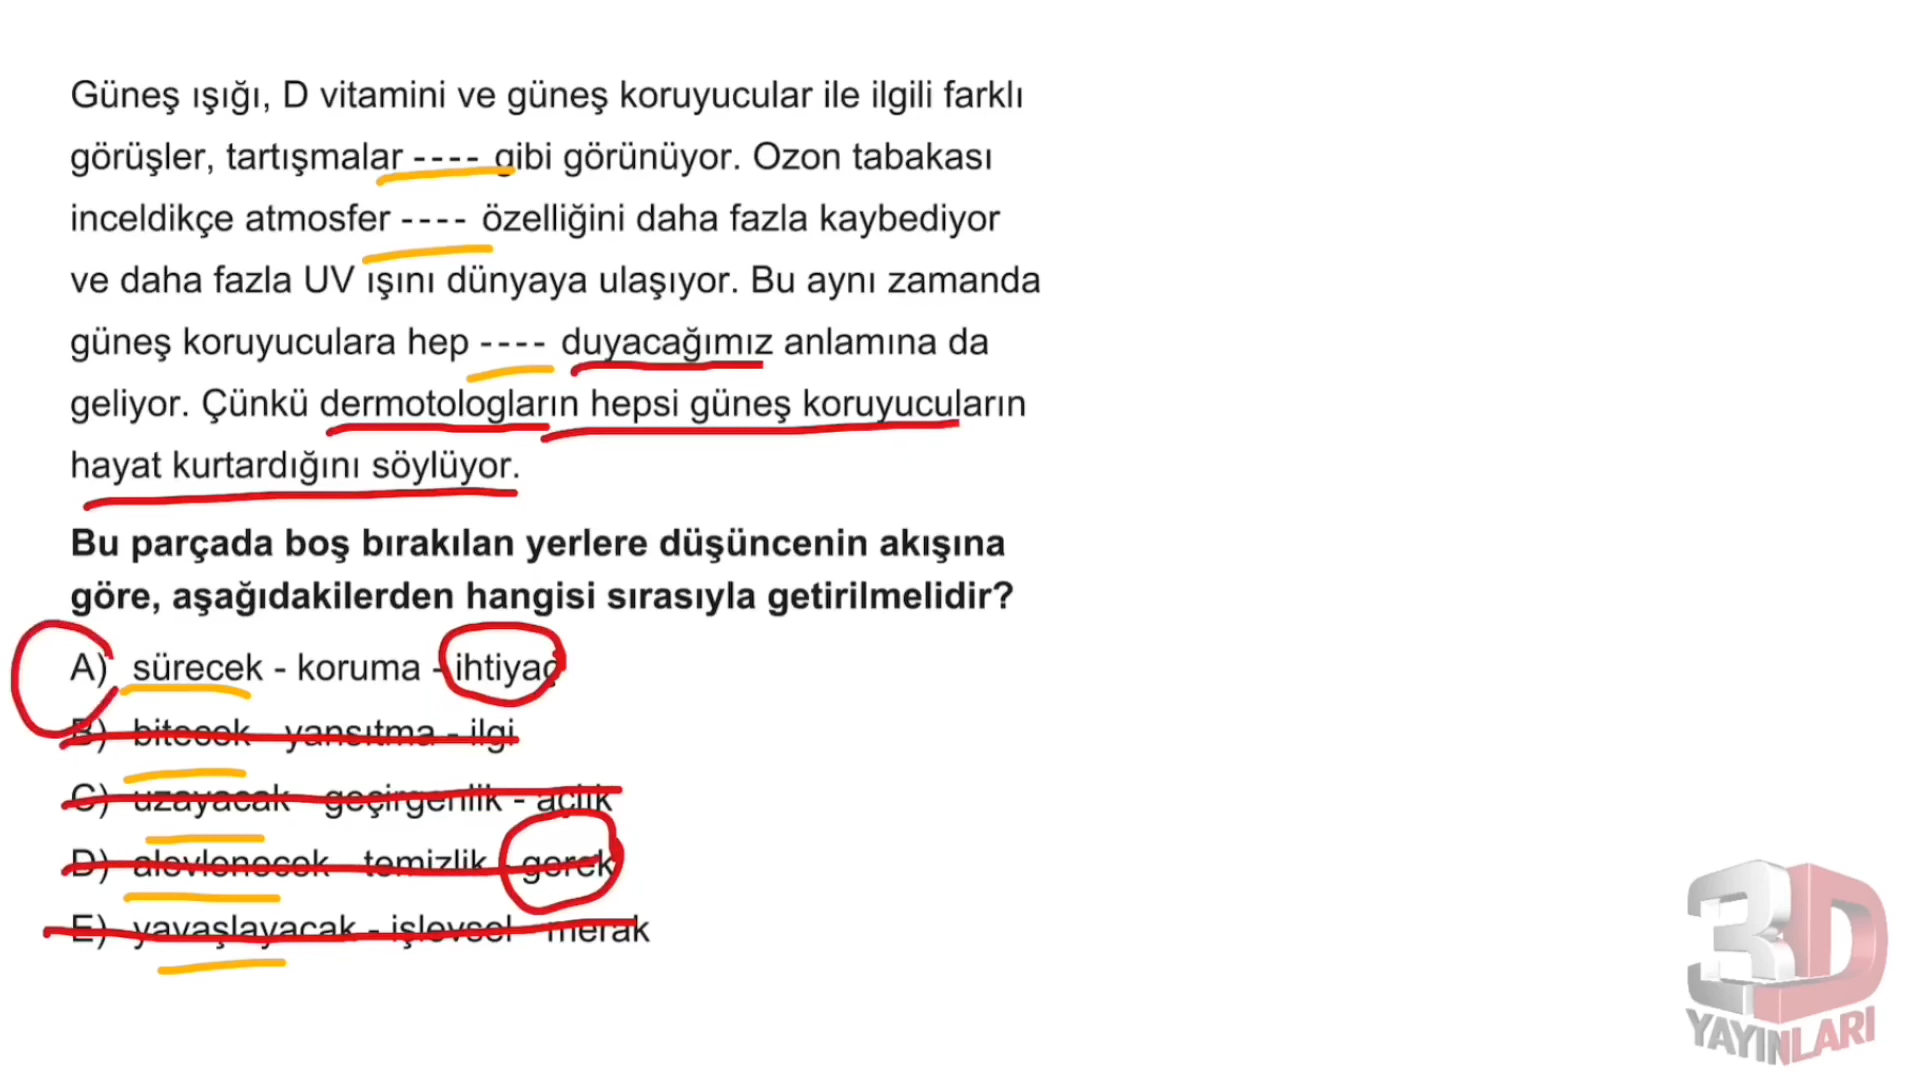 Güneş ışığı, D vitamini ve güneş koruyucular ile ilgili farklı
görüşler, tartışmalar ---- gibi görünüyor. Ozon tabakası
inceldikçe atmosfer ---- özelliğini daha fazla kaybediyor
ve daha fazla UV ışını dünyaya ulaşıyor. Bu aynı zamanda
güneş koruyuculara hep ---- duyacağımız anlamına da
geliyor. Çünkü dermotologların hepsi güneş koruyucuların
hayat kurtardığını söylüyor.
Bu parçada boş bırakılan yerlere düşüncenin akışına
göre, aşağıdakilerden hangisi sırasıyla getirilmelidir?
A) sürecek - koruma - ihtiyaç
B) bitecek - yansıtma - ilgi
C) uzayacak - geçirgenlik - açlık
D) alevlenecek - temizlik - gerek
E) yavaşlayacak - işlevsel - merak
3D
YAYINLARI